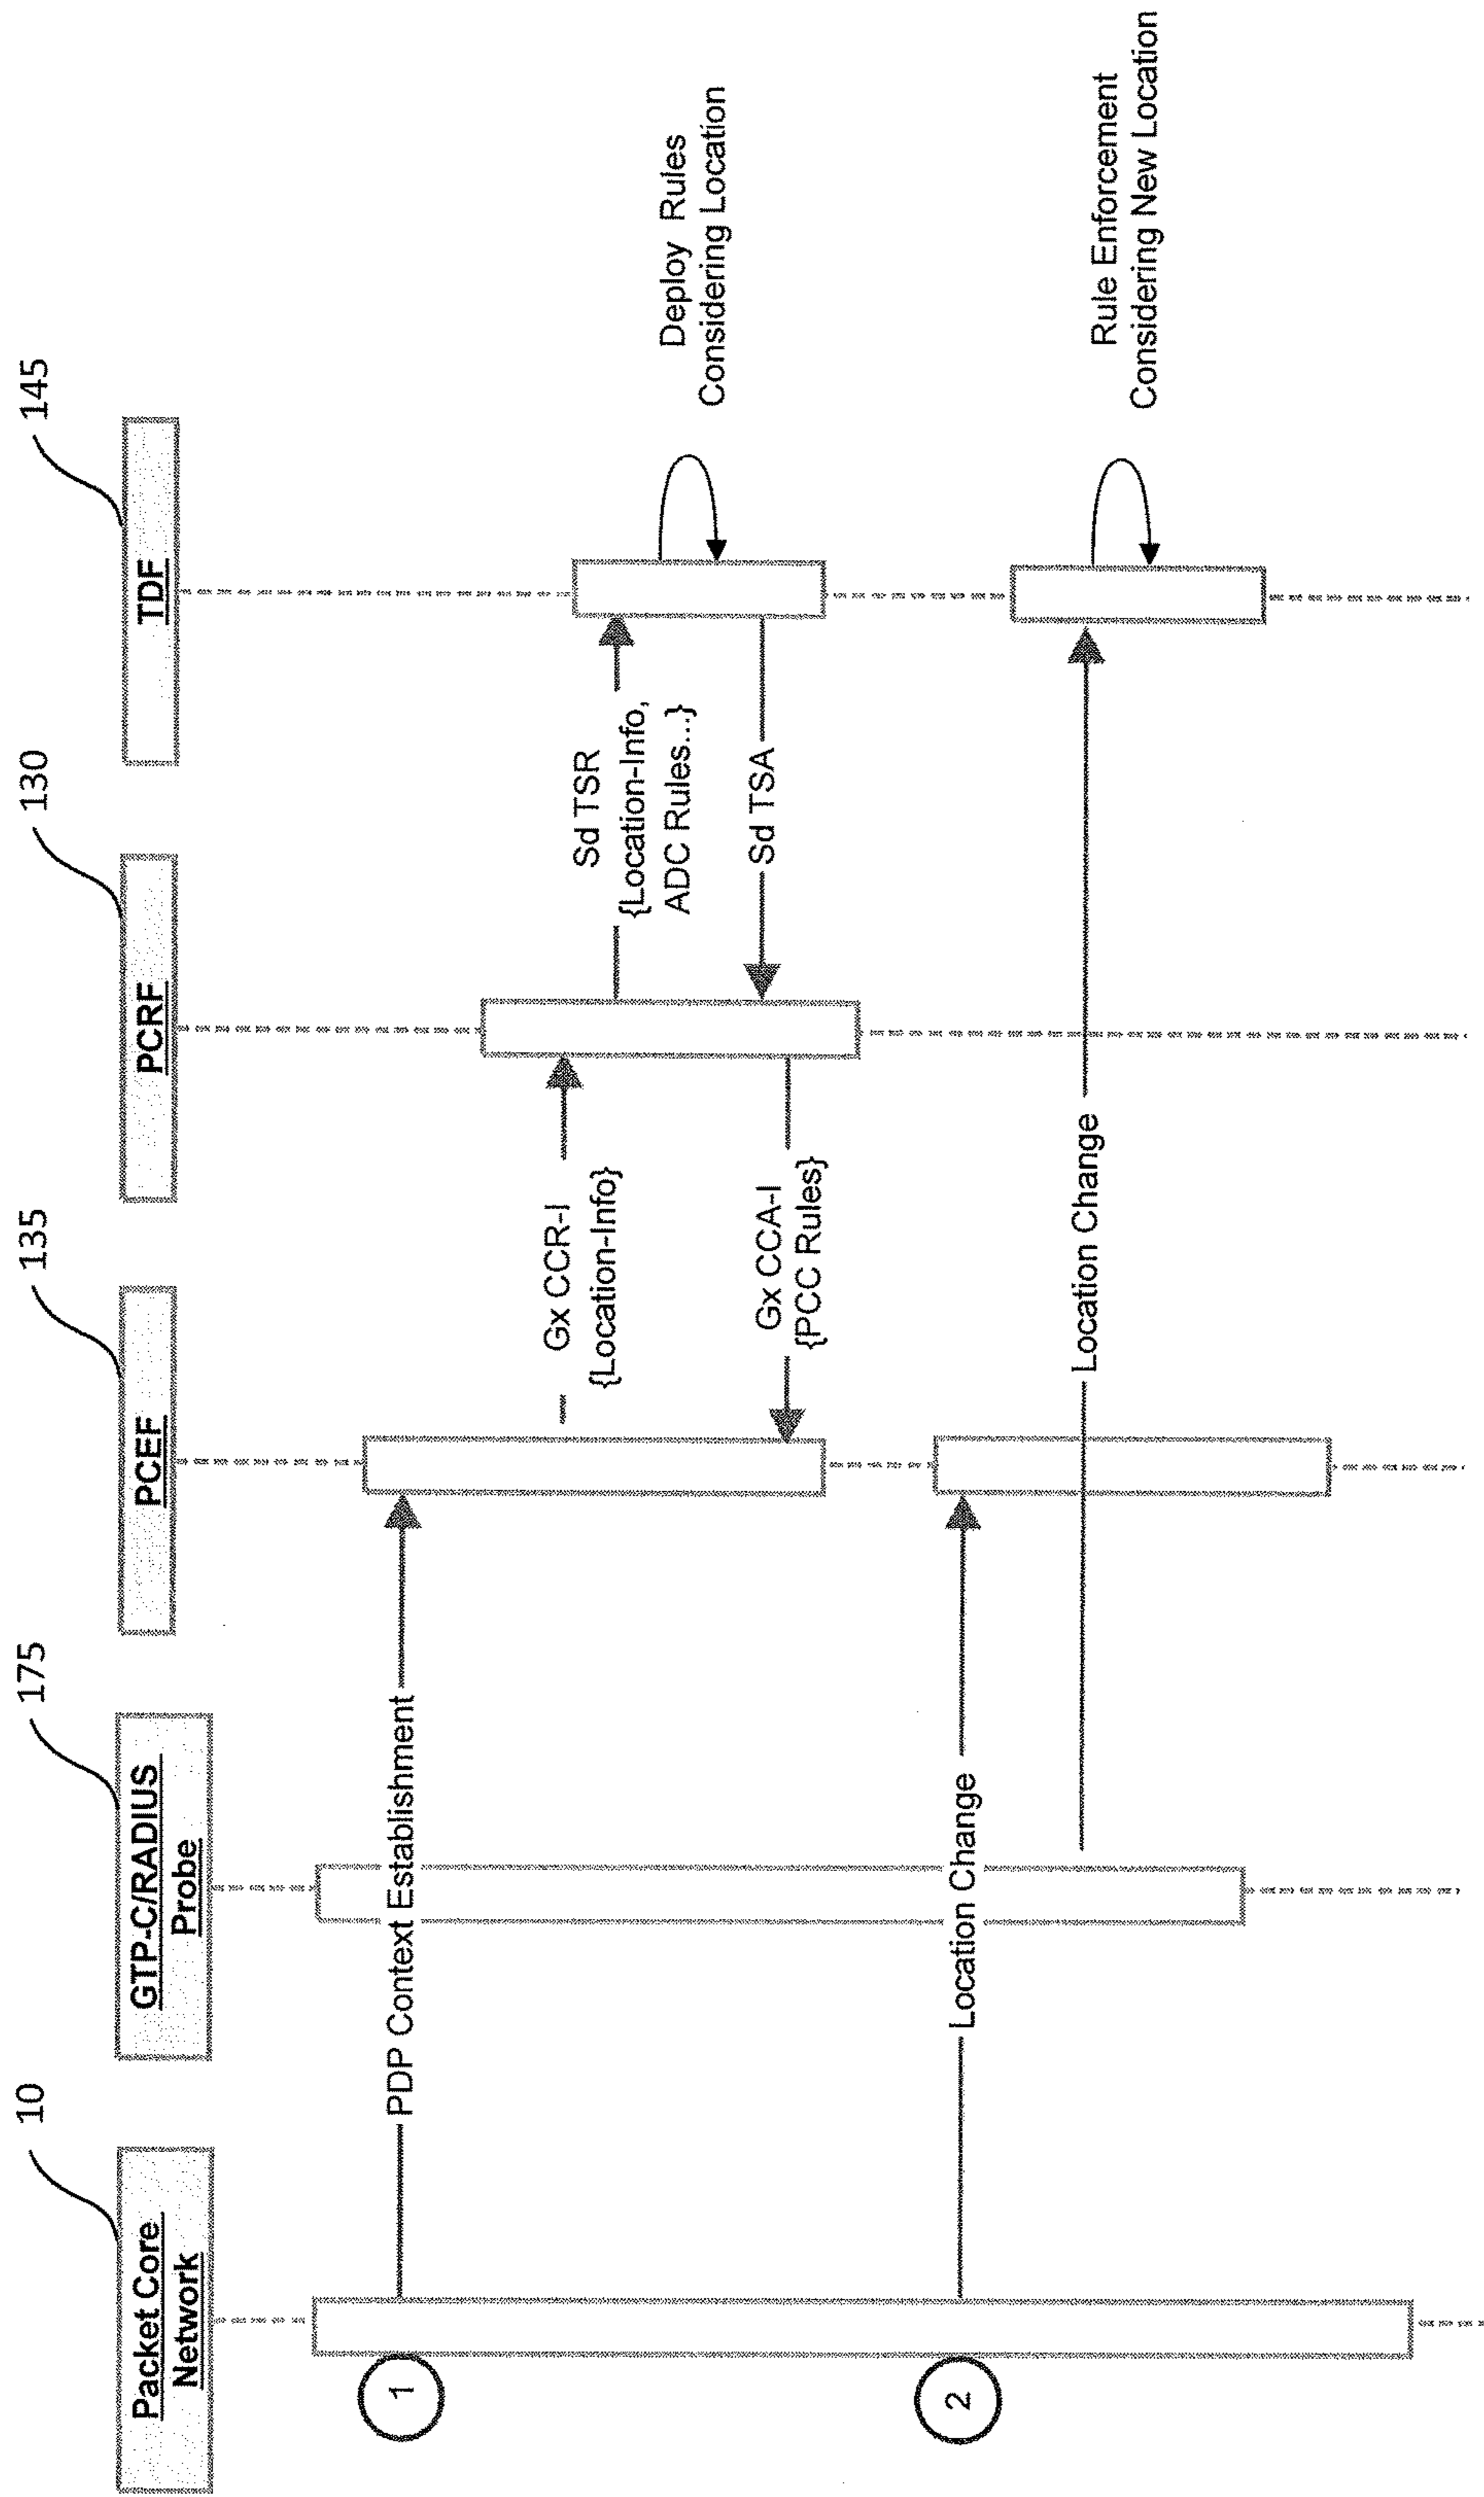 10
175
135
130
145
Packet Core
Network
GTP-C/RADIUS
Probe
PCEF
PCRF
TDF
1
PDP Context Establishment
Gx CCR-I
{Location-Info}
Sd TSR
{Location-Info,
ADC Rules...}
Deploy Rules
Considering Location
Sd TSA
Gx CCA-I
{PCC Rules}
2
Location Change
Location Change
Rule Enforcement
Considering New Location